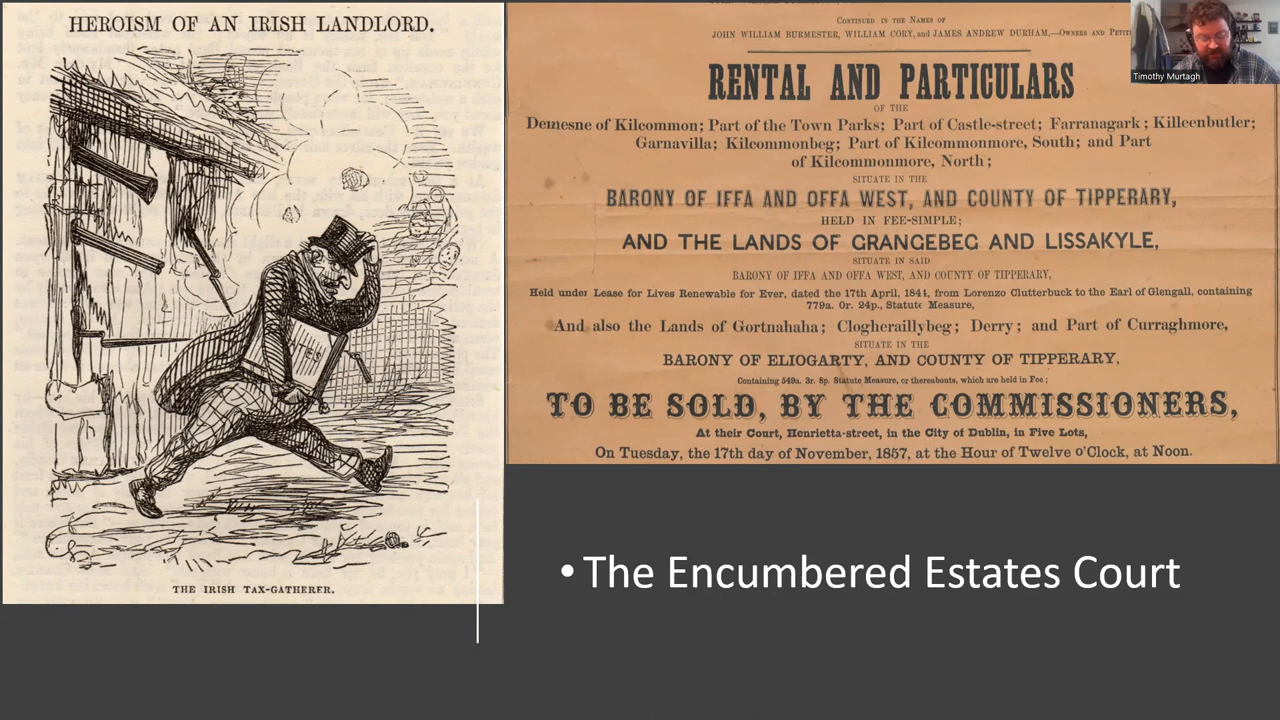 HEROISM OF AN IRISH LANDLORD.
THE IRISH TAX-GATHERER.
CONTINUED IN THE NAMES OF
JOHN WILLIAM BURMESTER, WILLIAM CORY, and JAMES ANDREW DURHAM,—OWNERS AND
RENTAL AND PARTICULARS
OF THE
Demesne of Kilcommon; Part of the Town Parks; Part of Castle-street; Farranagark; Killeenbutler;
Garnavilla; Kilcommonbeg; Part of Kilcommonmore, South; and Part
of Kilcommonmore, North;
SITUATE IN THE
BARONY OF IFFA AND OFFA WEST, AND COUNTY OF TIPPERARY,
HELD IN FEE-SIMPLE;
AND THE LANDS OF GRANGEBEG AND LISSAKYLE,
SITUATE IN SAID
BARONY OF IFFA AND OFFA WEST, AND COUNTY OF TIPPERARY,
Held under Lease for Lives Renewable for Ever, dated the 17th April, 1844, from Lorenzo Clutterbuck to the Earl of Glengall, containing
779a. 0r. 24p., Statute Measure,
And also the Lands of Gortnahaha; Clogheraillybeg; Derry; and Part of Curraghmore,
SITUATE IN THE
BARONY OF ELIOGARTY, AND COUNTY OF TIPPERARY,
Containing 549a. 3r. 8p. Statute Measure, or thereabouts, which are held in Fee;
TO BE SOLD, BY THE COMMISSIONERS,
At their Court, Henrietta-street, in the City of Dublin, in Five Lots,
On Tuesday, the 17th day of November, 1857, at the Hour of Twelve o'Clock, at Noon.
Timothy Murtagh
• The Encumbered Estates Court